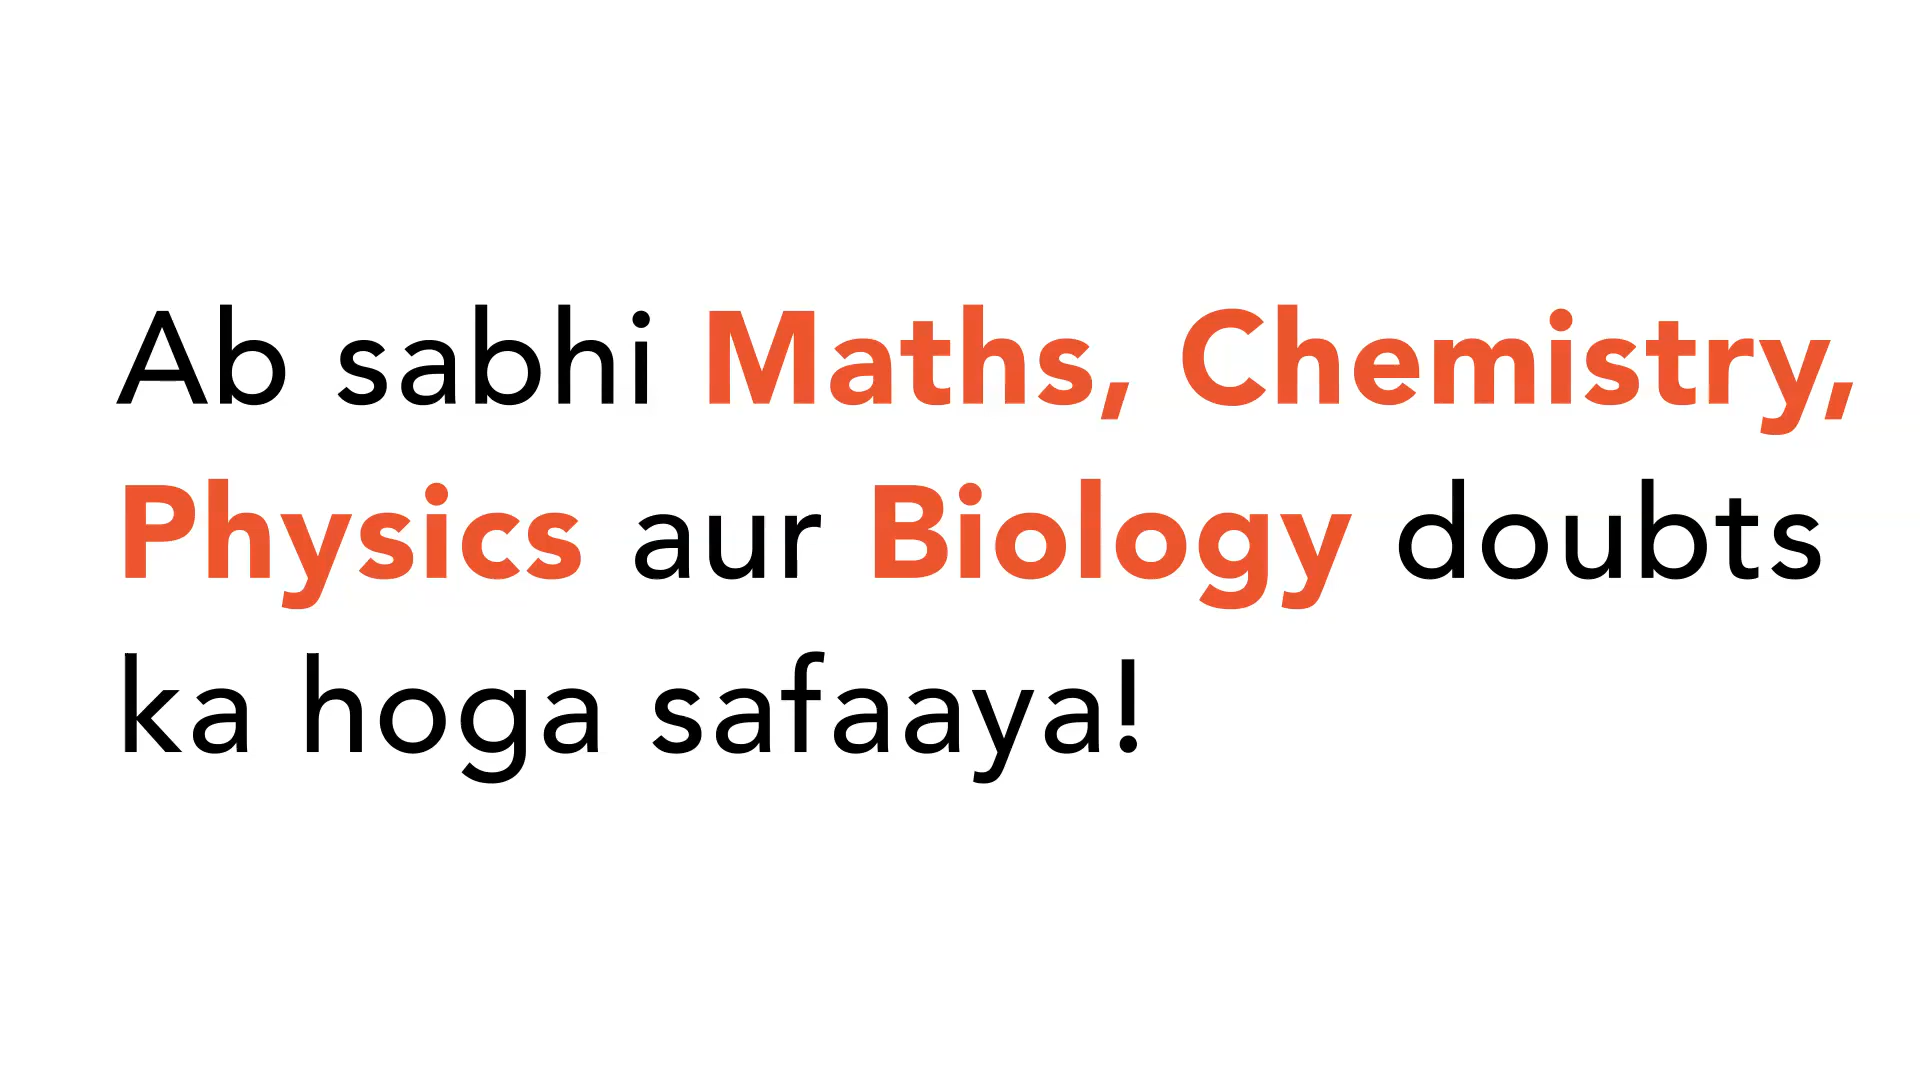 Ab sabhi Maths, Chemistry,
Physics aur Biology doubts
ka hoga safaaya!